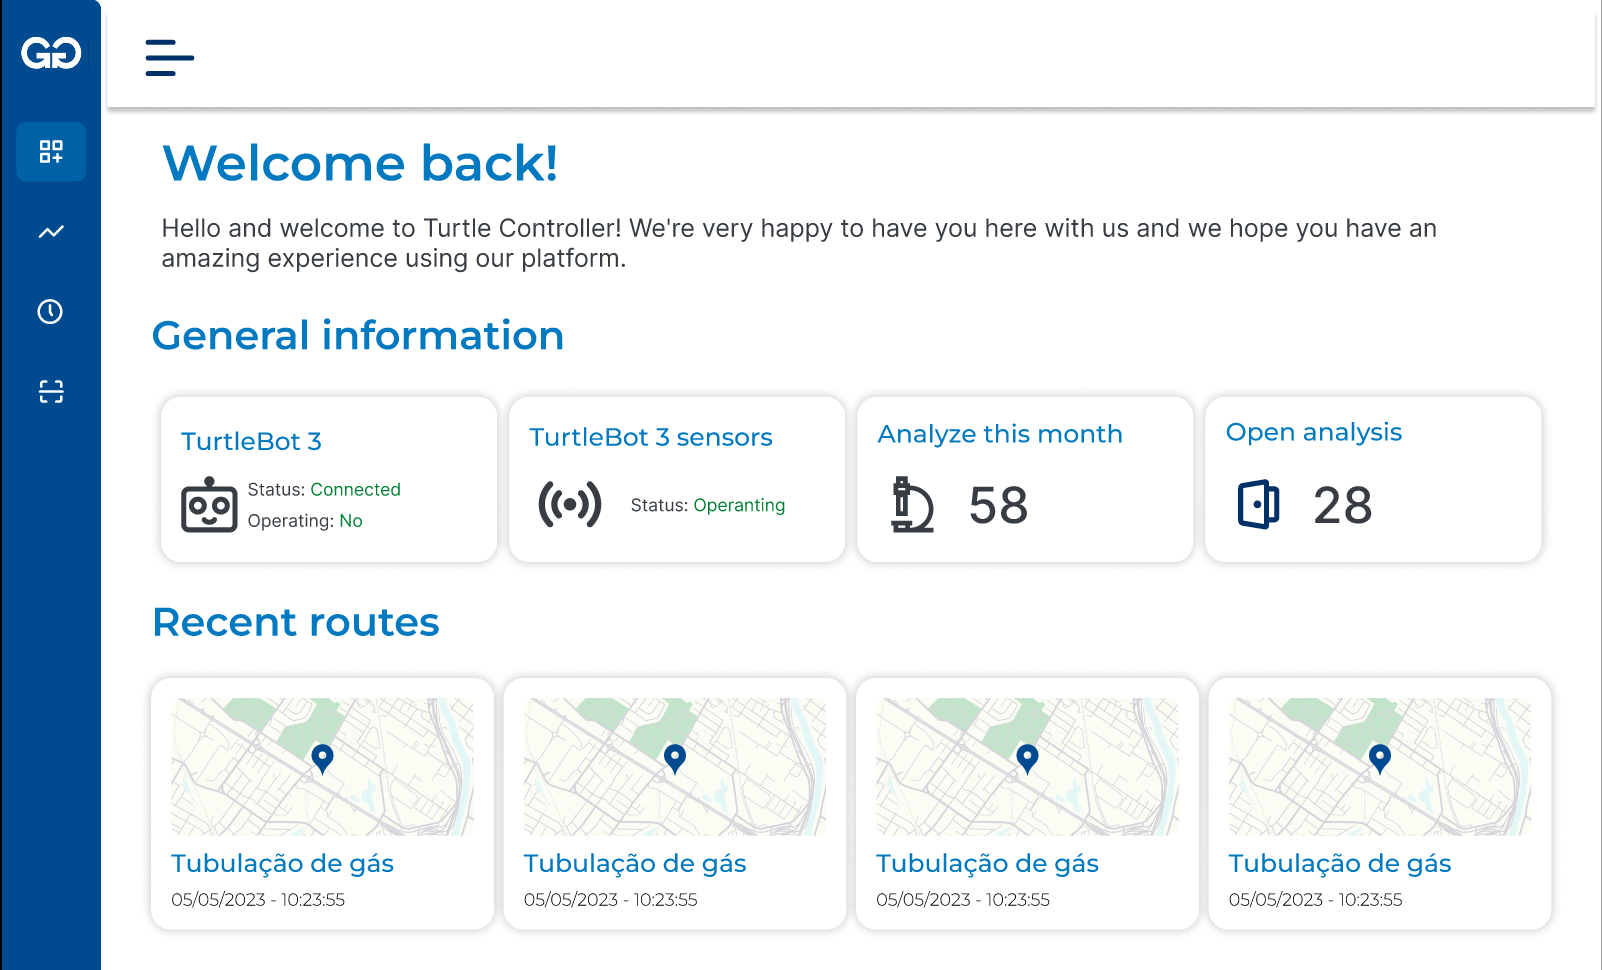 GG
Welcome back!
Hello and welcome to Turtle Controller! We're very happy to have you here with us and we hope you have an
amazing experience using our platform.
General information
TurtleBot 3
Status: Connected
Operating: No
TurtleBot 3 sensors
Status: Operanting
Analyze this month
58
Open analysis
28
Recent routes
Tubulação de gás
05/05/2023 - 10:23:55
Tubulação de gás
05/05/2023 - 10:23:55
Tubulação de gás
05/05/2023 - 10:23:55
Tubulação de gás
05/05/2023 - 10:23:55